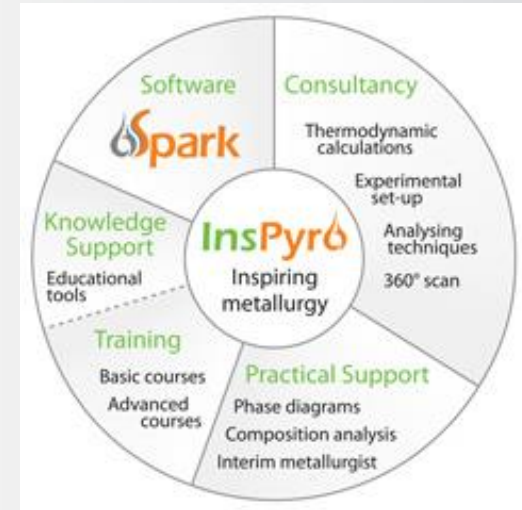 Software
Spark
Consultancy
Thermodynamic
calculations
Experimental
set-up
Analysing
techniques
360° scan
Knowledge
Support
Educational
tools
InsPyro
Inspiring
metallurgy
Training
Basic courses
Advanced
courses
Practical Support
Phase diagrams
Composition analysis
Interim metallurgist